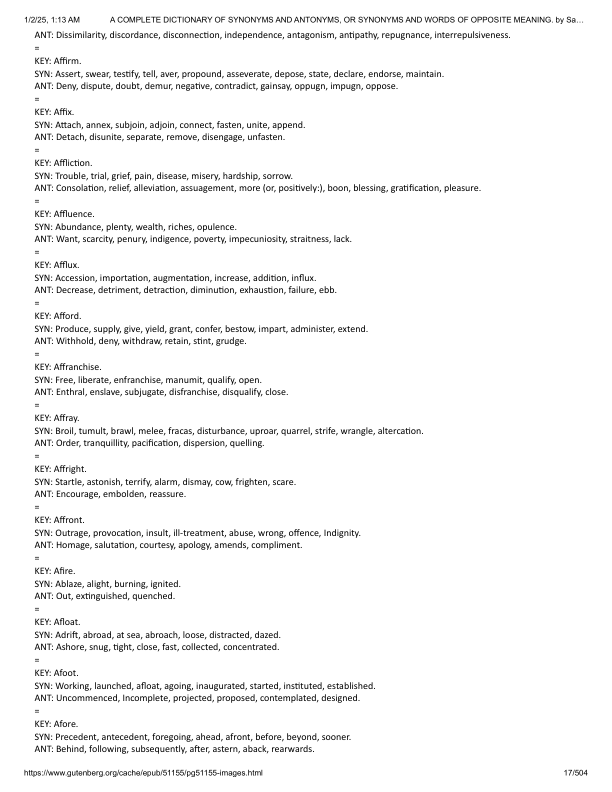 1/2/25, 1:13 AM A COMPLETE DICTIONARY OF SYNONYMS AND ANTONYMS, OR SYNONYMS AND WORDS OF OPPOSITE MEANING. by Sa…
ANT: Dissimilarity, discordance, disconnection, independence, antagonism, antipathy, repugnance, interrepulsiveness.
=
KEY: Affirm.
SYN: Assert, swear, testify, tell, aver, propound, asseverate, depose, state, declare, endorse, maintain.
ANT: Deny, dispute, doubt, demur, negative, contradict, gainsay, oppugn, impugn, oppose.
=
KEY: Affix.
SYN: Attach, annex, subjoin, adjoin, connect, fasten, unite, append.
ANT: Detach, disunite, separate, remove, disengage, unfasten.
=
KEY: Affliction.
SYN: Trouble, trial, grief, pain, disease, misery, hardship, sorrow.
ANT: Consolation, relief, alleviation, assuagement, more (or, positively:), boon, blessing, gratification, pleasure.
=
KEY: Affluence.
SYN: Abundance, plenty, wealth, riches, opulence.
ANT: Want, scarcity, penury, indigence, poverty, impecuniosity, straitness, lack.
=
KEY: Afflux.
SYN: Accession, importation, augmentation, increase, addition, influx.
ANT: Decrease, detriment, detraction, diminution, exhaustion, failure, ebb.
=
KEY: Afford.
SYN: Produce, supply, give, yield, grant, confer, bestow, impart, administer, extend.
ANT: Withhold, deny, withdraw, retain, stint, grudge.
=
KEY: Affranchise.
SYN: Free, liberate, enfranchise, manumit, qualify, open.
ANT: Enthral, enslave, subjugate, disfranchise, disqualify, close.
=
KEY: Affray.
SYN: Broil, tumult, brawl, melee, fracas, disturbance, uproar, quarrel, strife, wrangle, altercation.
ANT: Order, tranquillity, pacification, dispersion, quelling.
=
KEY: Affright.
SYN: Startle, astonish, terrify, alarm, dismay, cow, frighten, scare.
ANT: Encourage, embolden, reassure.
=
KEY: Affront.
SYN: Outrage, provocation, insult, ill-treatment, abuse, wrong, offence, Indignity.
ANT: Homage, salutation, courtesy, apology, amends, compliment.
=
KEY: Afire.
SYN: Ablaze, alight, burning, ignited.
ANT: Out, extinguished, quenched.
=
KEY: Afloat.
SYN: Adrift, abroad, at sea, abroach, loose, distracted, dazed.
ANT: Ashore, snug, tight, close, fast, collected, concentrated.
=
KEY: Afoot.
SYN: Working, launched, afloat, agoing, inaugurated, started, instituted, established.
ANT: Uncommenced, Incomplete, projected, proposed, contemplated, designed.
=
KEY: Afore.
SYN: Precedent, antecedent, foregoing, ahead, afront, before, beyond, sooner.
ANT: Behind, following, subsequently, after, astern, aback, rearwards.
https://www.gutenberg.org/cache/epub/51155/pg51155-images.html 17/504